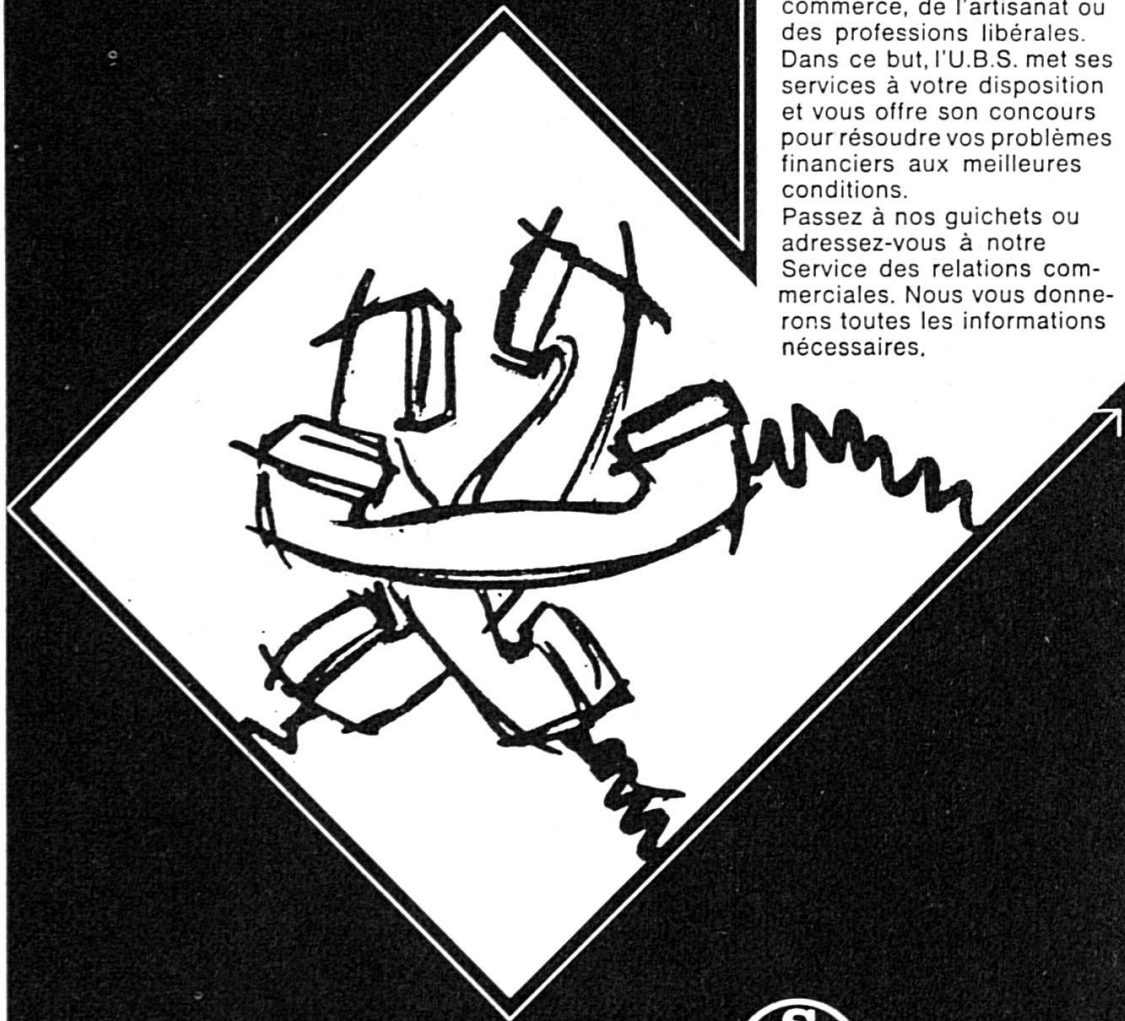 commerce, de l'artisanat ou
des professions libérales.
Dans ce but, l'U.B.S. met ses
services à votre disposition
et vous offre son concours
pour résoudre vos problèmes
financiers aux meilleures
conditions.
Passez à nos guichets ou
adressez-vous à notre
Service des relations com-
merciales. Nous vous donne-
rons toutes les informations
nécessaires.
S